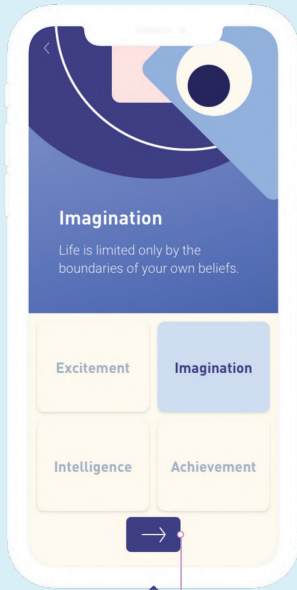 Imagination
Life is limited only by the
boundaries of your own beliefs.
Excitement
Imagination
Intelligence
Achievement